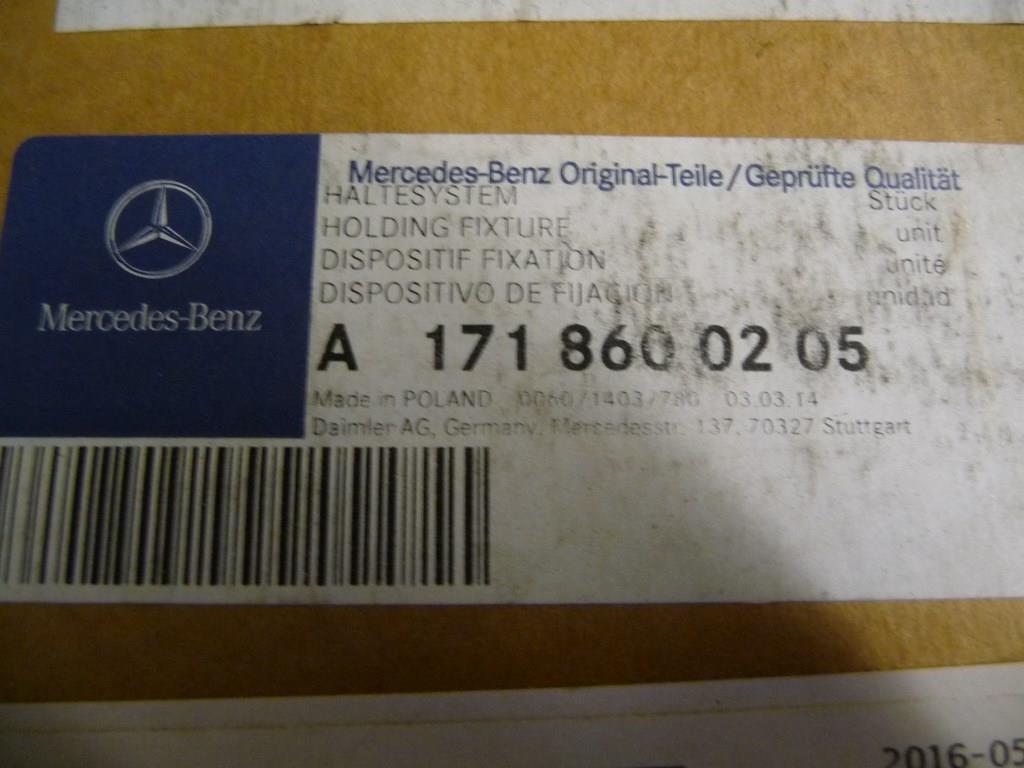 Mercedes-Benz
Mercedes-Benz Original-Teile/Geprüfte Qualität
HALTESYSTEM Stück
HOLDING FIXTURE unit
DISPOSITIF FIXATION unité
DISPOSITIVO DE FIJACION unidad
A 171 860 02 05
Made in POLAND 0060/1403/780 03.03.14
Daimler AG, Germany, Mercedesstr. 137, 70327 Stuttgart
2016-05